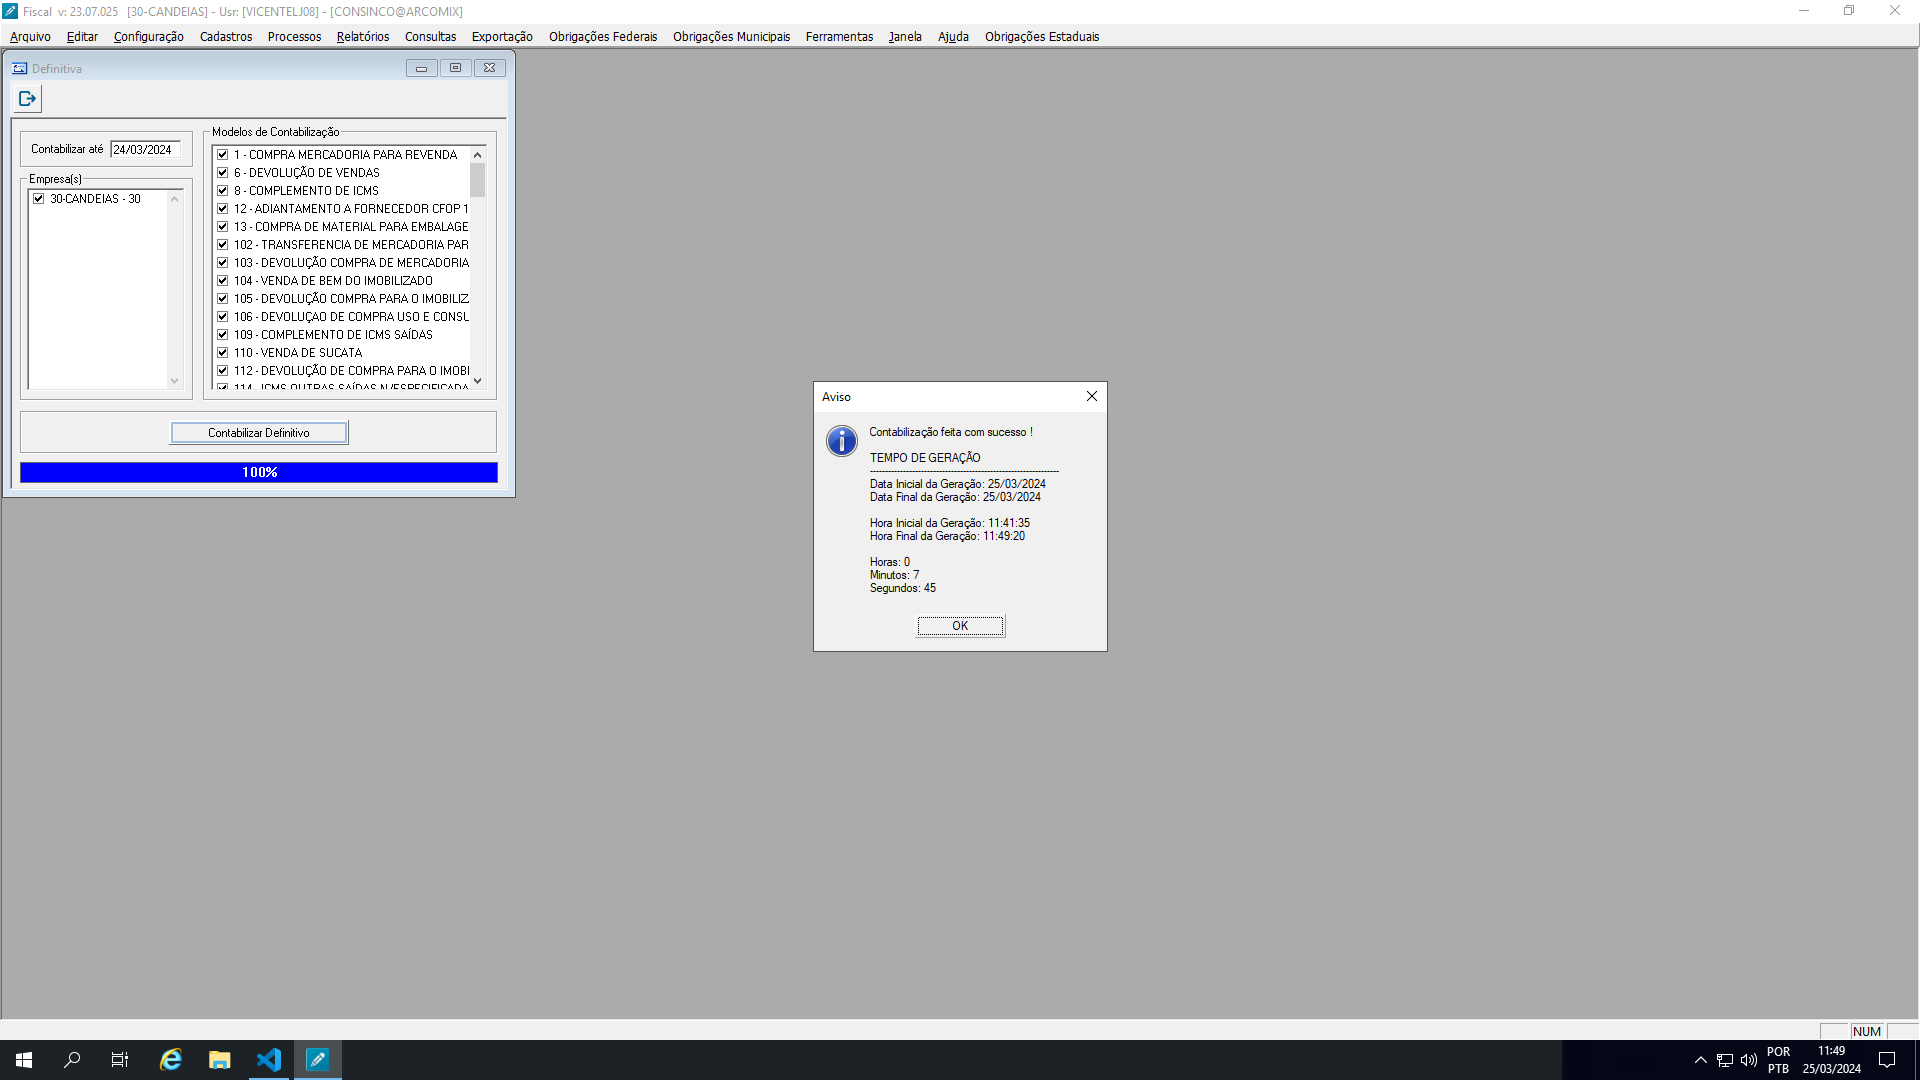 Fiscal v: 23.07.025 [30-CANDEIAS] - Usr: [VICENTELJ08] - [CONSINCO@ARCOMIX]
Arquivo Editar Configuração Cadastros Processos Relatórios Consultas Exportação Obrigações Federais Obrigações Municipais Ferramentas Janela Ajuda Obrigações Estaduais
Definitiva
Contabilizar até 24/03/2024
Empresa(s)
30-CANDEIAS - 30
Modelos de Contabilização
1 - COMPRA MERCADORIA PARA REVENDA
6 - DEVOLUÇÃO DE VENDAS
8 - COMPLEMENTO DE ICMS
12 - ADIANTAMENTO A FORNECEDOR CFOP 1
13 - COMPRA DE MATERIAL PARA EMBALAGE
102 - TRANSFERENCIA DE MERCADORIA PAR
103 - DEVOLUÇÃO COMPRA DE MERCADORIA
104 - VENDA DE BEM DO IMOBILIZADO
105 - DEVOLUÇÃO COMPRA PARA O IMOBILIZ
106 - DEVOLUÇAO DE COMPRA USO E CONSU
109 - COMPLEMENTO DE ICMS SAÍDAS
110 - VENDA DE SUCATA
112 - DEVOLUÇÃO DE COMPRA PARA O IMOBI
114 - ICMS OUTRAS SAÍDAS N/ESPECIFICADA
Contabilizar Definitivo
100%
Aviso
Contabilização feita com sucesso !
TEMPO DE GERAÇÃO
---------------------------------------------------------------
Data Inicial da Geração: 25/03/2024
Data Final da Geração: 25/03/2024
Hora Inicial da Geração: 11:41:35
Hora Final da Geração: 11:49:20
Horas: 0
Minutos: 7
Segundos: 45
OK
NUM
POR
PTB
11:49
25/03/2024